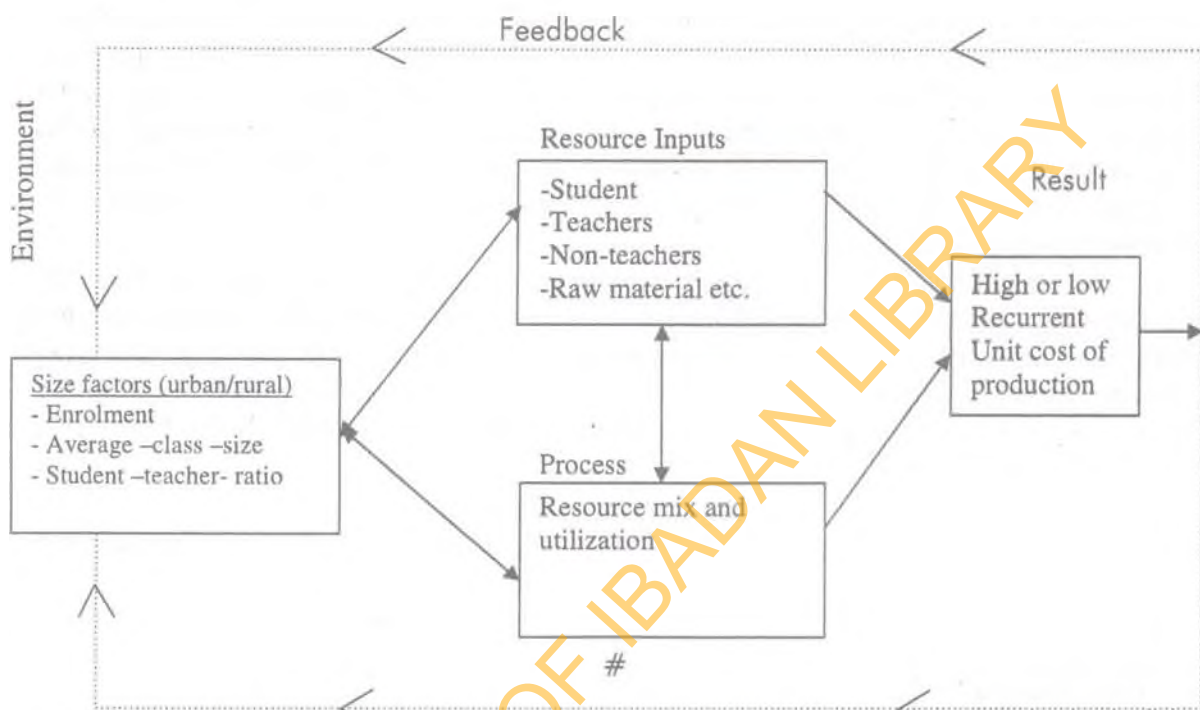 Feedback
Environment
Resource Inputs
-Student
-Teachers
-Non-teachers
-Raw material etc.
Result
High or low
Recurrent
Unit cost of
production
Size factors (urban/rural)
- Enrolment
- Average –class –size
- Student –teacher- ratio
Process
Resource mix and
utilization
#
OF IBADAN LIBRARY